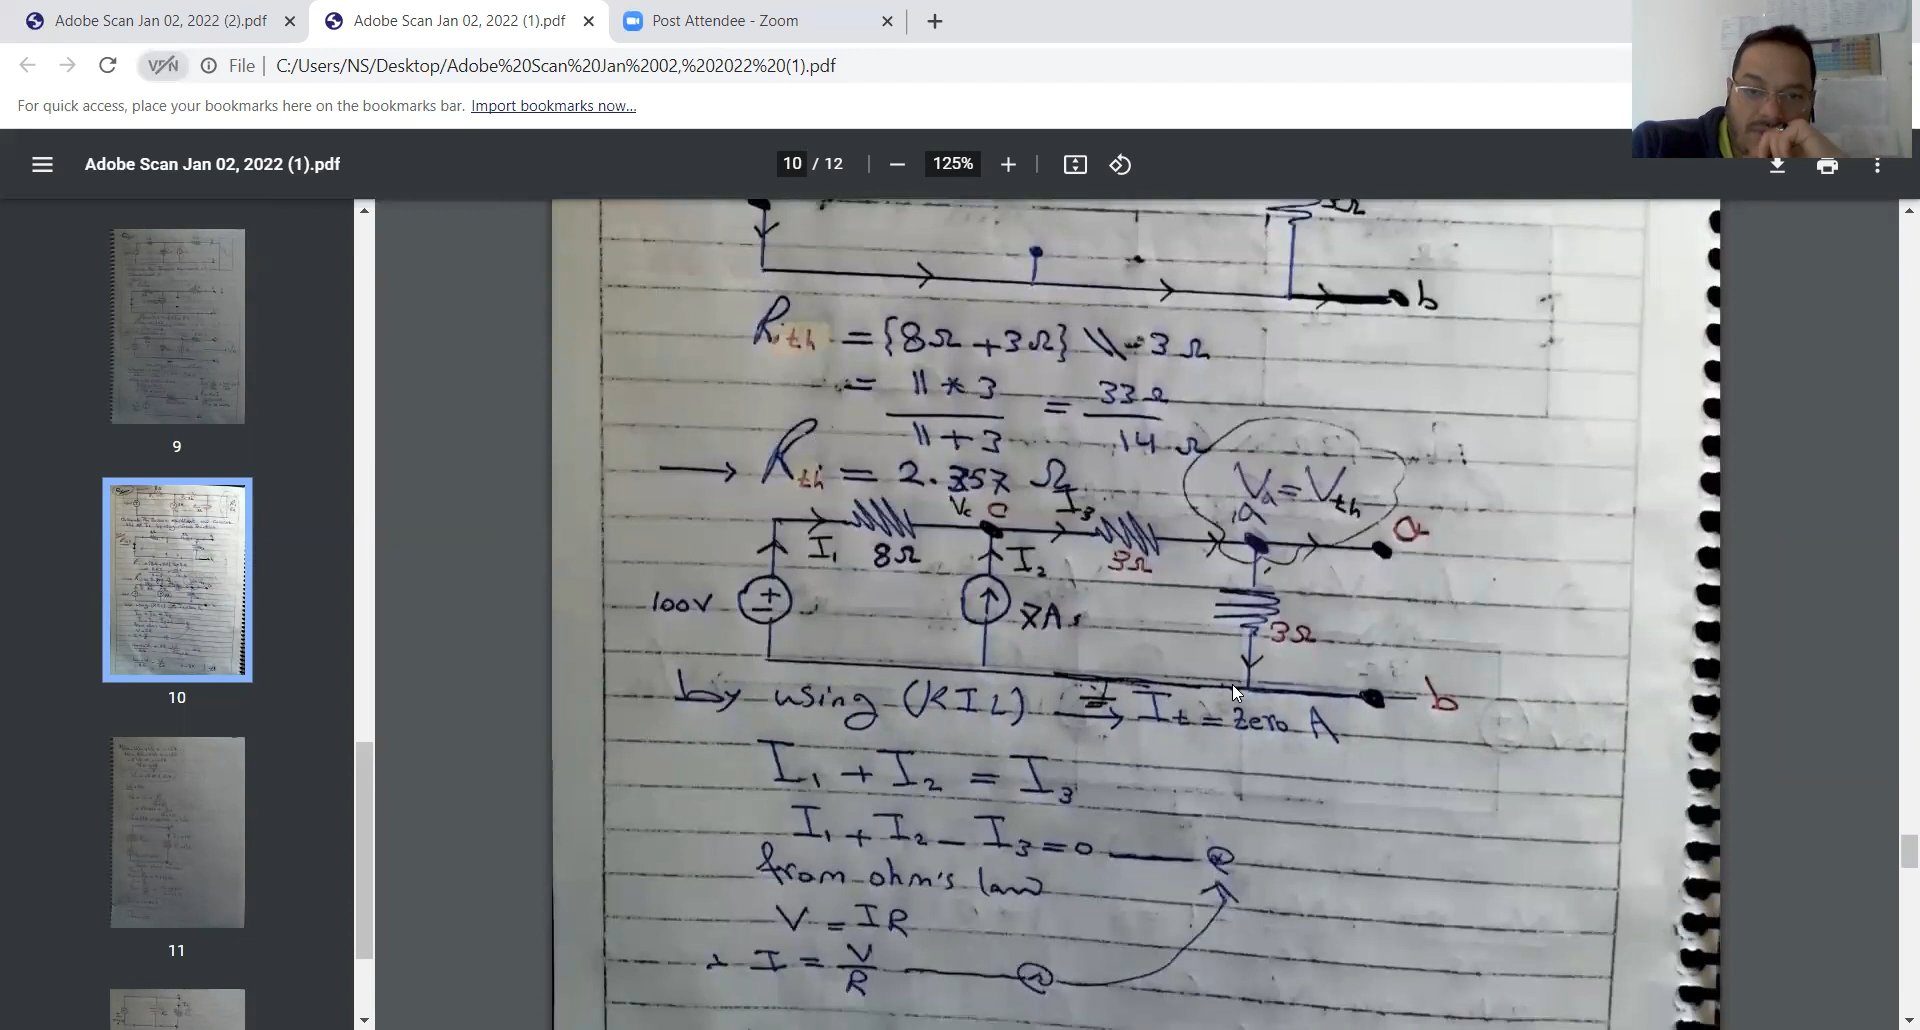 Adobe Scan Jan 02, 2022 (2).pdf
Adobe Scan Jan 02, 2022 (1).pdf
Post Attendee - Zoom
VPN
File
C:/Users/NS/Desktop/Adobe%20Scan%20Jan%2002,%202022%20(1).pdf
For quick access, place your bookmarks here on the bookmarks bar. Import bookmarks now...
Adobe Scan Jan 02, 2022 (1).pdf
10 / 12
125%
9
10
11
b
Rth = {8Ω + 3Ω} \\ 3Ω
= 11 * 3 / 11 + 3 = 33Ω / 14Ω
→ Rth = 2.357 Ω
Va = Vth
Vc C I3 a a
I1 8Ω I2 3Ω
100V 7A 3Ω
b
by using (KIL) → It = Zero A
I1 + I2 = I3
I1 + I2 - I3 = 0
from ohm's law
V = IR
I = V / R